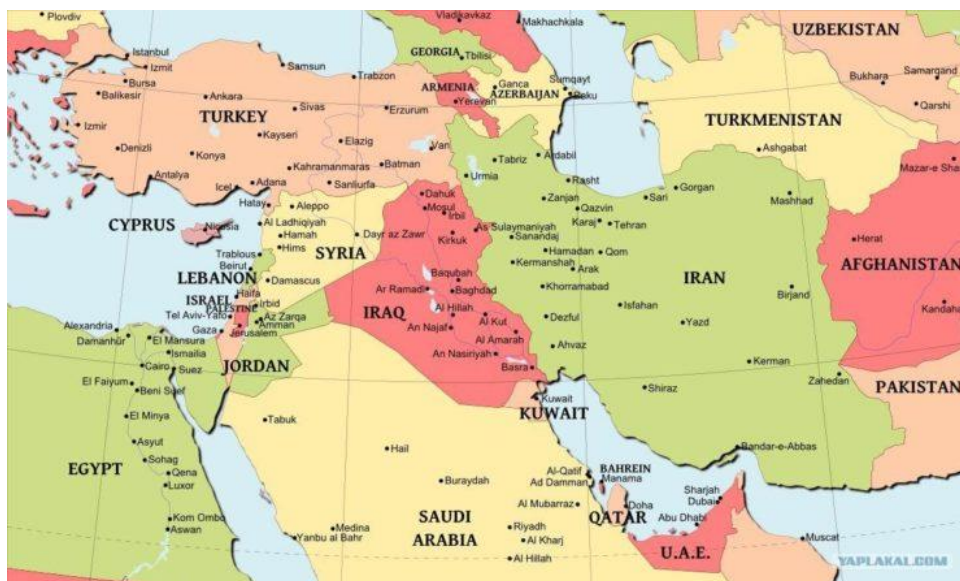 Plovdiv
Vladikavkaz
Makhachkala
UZBEKISTAN
Istanbul
Izmit
Samsun
Trabzon
GEORGIA
Tbilisi
Bursa
Balikesir
Ankara
Sivas
Erzurum
ARMENIA
Yerevan
Ganca
AZERBAIJAN
Sumqayt
Baku
Bukhara
Samarqand
Qarshi
TURKEY
TURKMENISTAN
Izmir
Kayseri
Elazig
Van
Denizli
Konya
Kahramanmaras
Batman
Tabriz
Ardabil
Ashgabat
Mazar-e Sha
Antalya
Icel
Adana
Sanliurfa
Urmia
Rasht
Gorgan
Sari
Mashhad
Hatay
Aleppo
Dahuk
Mosul
Irbil
Zanjan
Qazvin
Karaj
Tehran
CYPRUS
Nicosia
Al Ladhiqiyah
Hamah
Hims
Dayr az Zawr
Kirkuk
As Sulaymaniyah
Sanandaj
Herat
SYRIA
Trablous
Beirut
Hamadan
Kermanshah
Qom
Arak
AFGHANISTAN
LEBANON
Damascus
Baqubah
Baghdad
Ar Ramadi
Khorramabad
IRAN
Birjand
ISRAEL
Haifa
PALESTINE
Irbid
Tel Aviv-Yafo
Az Zarqa
Amman
IRAQ
Al Hillah
Al Kut
An Najaf
Al Amarah
Dezful
Isfahan
Yazd
Kandaha
Alexandria
Damanhûr
El Mansura
Gaza
Jerusalem
Ismailia
Cairo
Suez
JORDAN
An Nasiriyah
Basra
Ahvaz
Kerman
Zahedan
El Faiyum
Beni Suef
Kuwait
KUWAIT
Shiraz
PAKISTAN
El Minya
Tabuk
Asyut
Hail
Bandar-e-Abbas
Sohag
EGYPT
Qena
Luxor
Buraydah
Al-Qatif
Ad Damman
BAHREIN
Manama
Al Mubarraz
QATAR
Doha
Sharjah
Dubai
Abu Dhabi
Kom Ombo
Aswan
Medina
Yanbu al Bahr
SAUDI
ARABIA
Riyadh
Al Kharj
Al Hillah
U.A.E.
Muscat
YAPLAKAL.COM